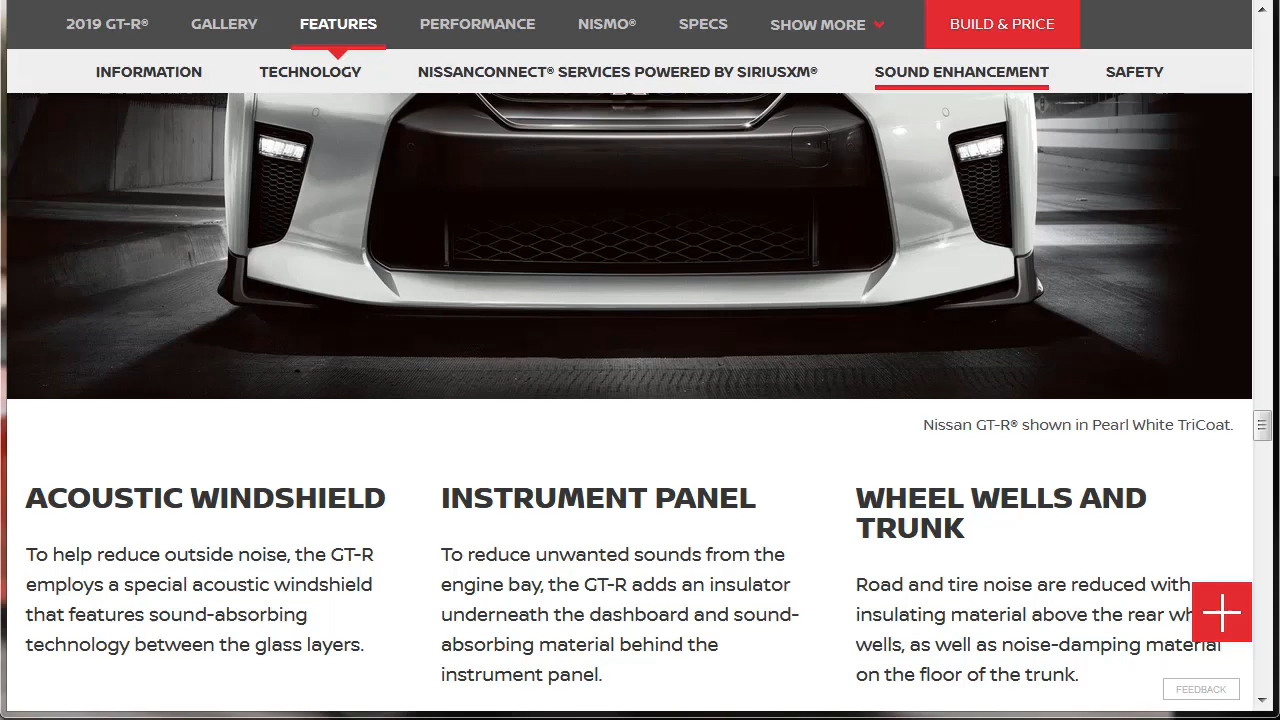 2019 GT-R® GALLERY FEATURES PERFORMANCE NISMO® SPECS SHOW MORE BUILD & PRICE
INFORMATION TECHNOLOGY NISSANCONNECT® SERVICES POWERED BY SIRIUSXM® SOUND ENHANCEMENT SAFETY
Nissan GT-R® shown in Pearl White TriCoat.
ACOUSTIC WINDSHIELD
To help reduce outside noise, the GT-R
employs a special acoustic windshield
that features sound-absorbing
technology between the glass layers.
INSTRUMENT PANEL
To reduce unwanted sounds from the
engine bay, the GT-R adds an insulator
underneath the dashboard and sound-
absorbing material behind the
instrument panel.
WHEEL WELLS AND
TRUNK
Road and tire noise are reduced with
insulating material above the rear
wells, as well as noise-damping material
on the floor of the trunk.
FEEDBACK